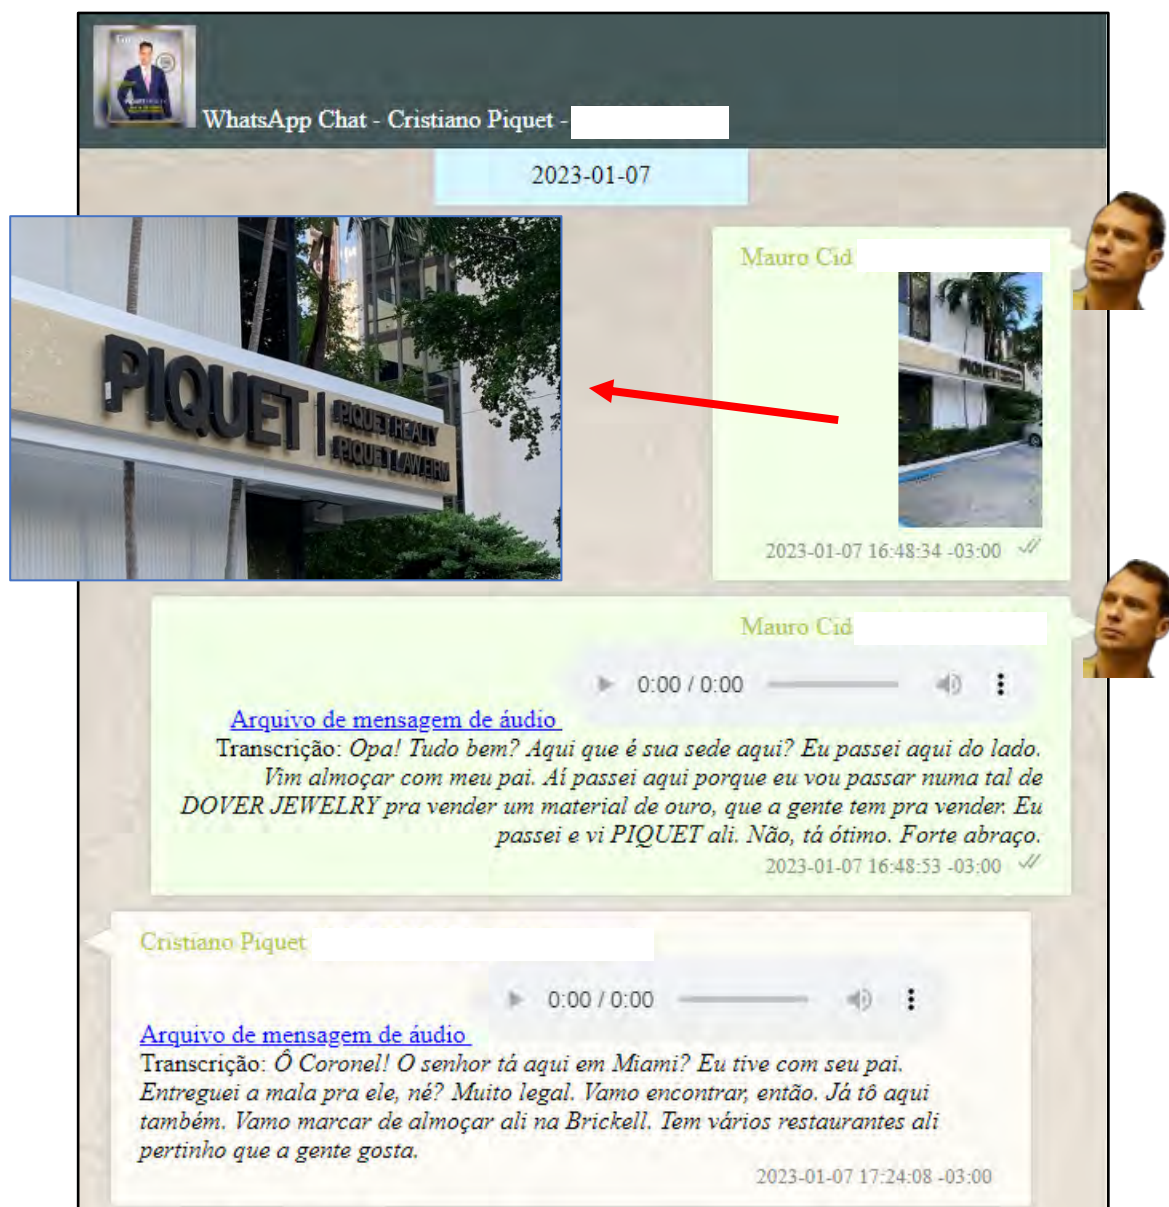 WhatsApp Chat - Cristiano Piquet -
2023-01-07
Mauro Cid
PIQUET
PIQUET REALTY
PIQUET LAW FIRM
PIQUET
2023-01-07 16:48:34 -03:00
Mauro Cid
0:00 / 0:00
Arquivo de mensagem de áudio
Transcrição: Opa! Tudo bem? Aqui que é sua sede aqui? Eu passei aqui do lado.
Vim almoçar com meu pai. Aí passei aqui porque eu vou passar numa tal de
DOVER JEWELRY pra vender um material de ouro, que a gente tem pra vender. Eu
passei e vi PIQUET ali. Não, tá ótimo. Forte abraço.
2023-01-07 16:48:53 -03:00
Cristiano Piquet
0:00 / 0:00
Arquivo de mensagem de áudio
Transcrição: Ô Coronel! O senhor tá aqui em Miami? Eu tive com seu pai.
Entreguei a mala pra ele, né? Muito legal. Vamo encontrar, então. Já tô aqui
também. Vamo marcar de almoçar ali na Brickell. Tem vários restaurantes ali
pertinho que a gente gosta.
2023-01-07 17:24:08 -03:00